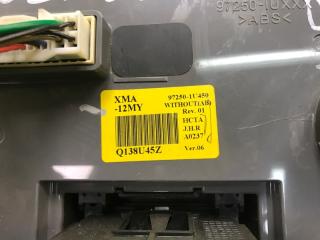 97250-1UXXX
>ABS<
XMA
-12MY
97250-1U450
WITHOUT(AB)
Rev. 01
HCTA
J.H.R
A0237
Q138U45Z
Ver.06